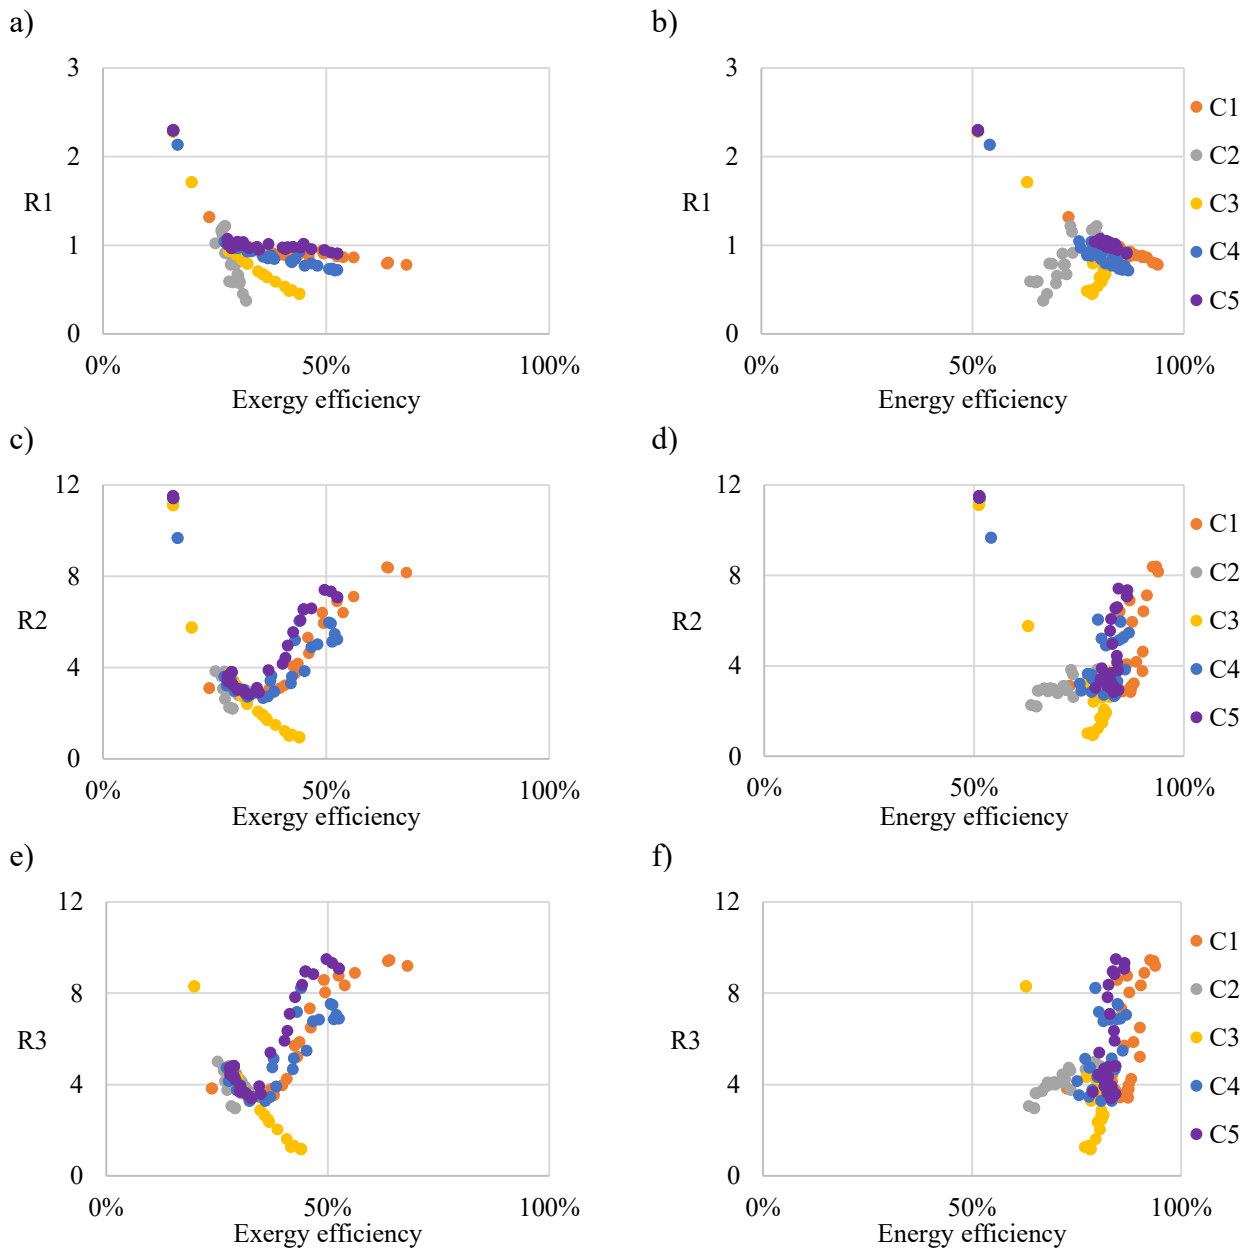 a)
3
2
R1
1
0
0%
50%
100%
Exergy efficiency
b)
3
2
R1
1
0
0%
50%
100%
Energy efficiency
C1
C2
C3
C4
C5
c)
12
8
R2
4
0
0%
50%
100%
Exergy efficiency
d)
12
8
R2
4
0
0%
50%
100%
Energy efficiency
C1
C2
C3
C4
C5
e)
12
8
R3
4
0
0%
50%
100%
Exergy efficiency
f)
12
8
R3
4
0
0%
50%
100%
Energy efficiency
C1
C2
C3
C4
C5